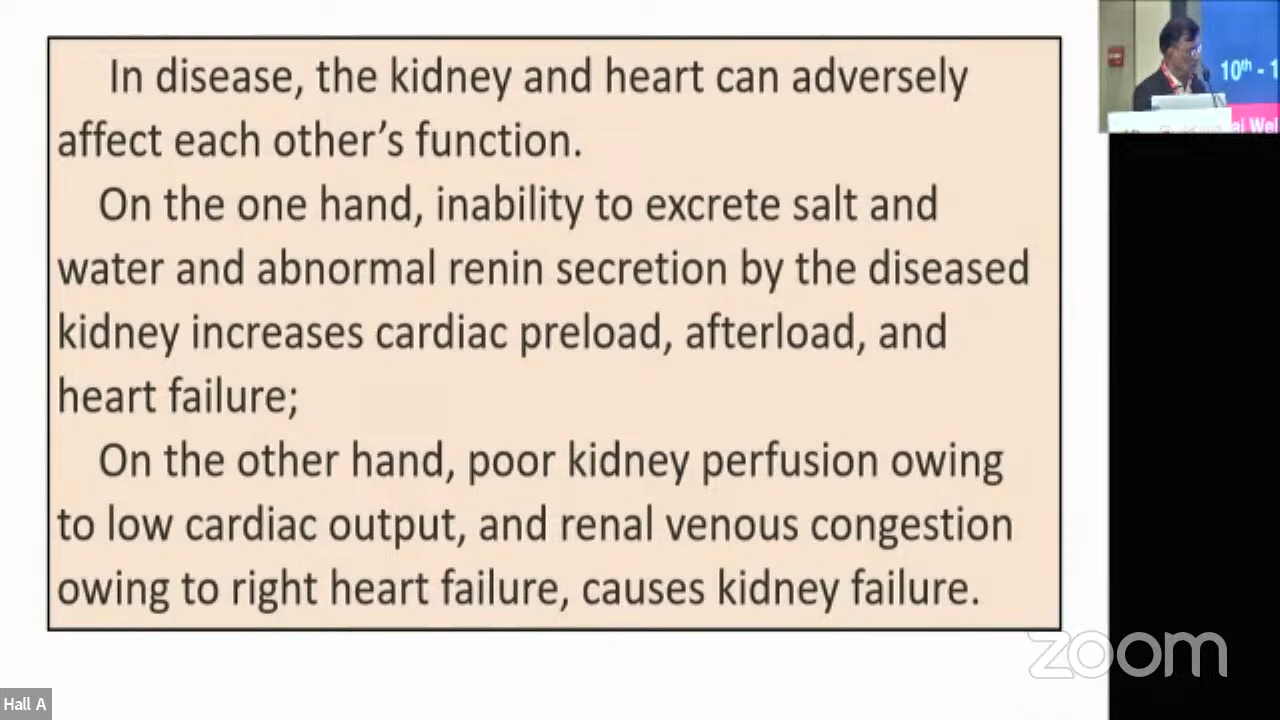 In disease, the kidney and heart can adversely
affect each other’s function.
On the one hand, inability to excrete salt and
water and abnormal renin secretion by the diseased
kidney increases cardiac preload, afterload, and
heart failure;
On the other hand, poor kidney perfusion owing
to low cardiac output, and renal venous congestion
owing to right heart failure, causes kidney failure.
10th - 1
zoom
Hall A